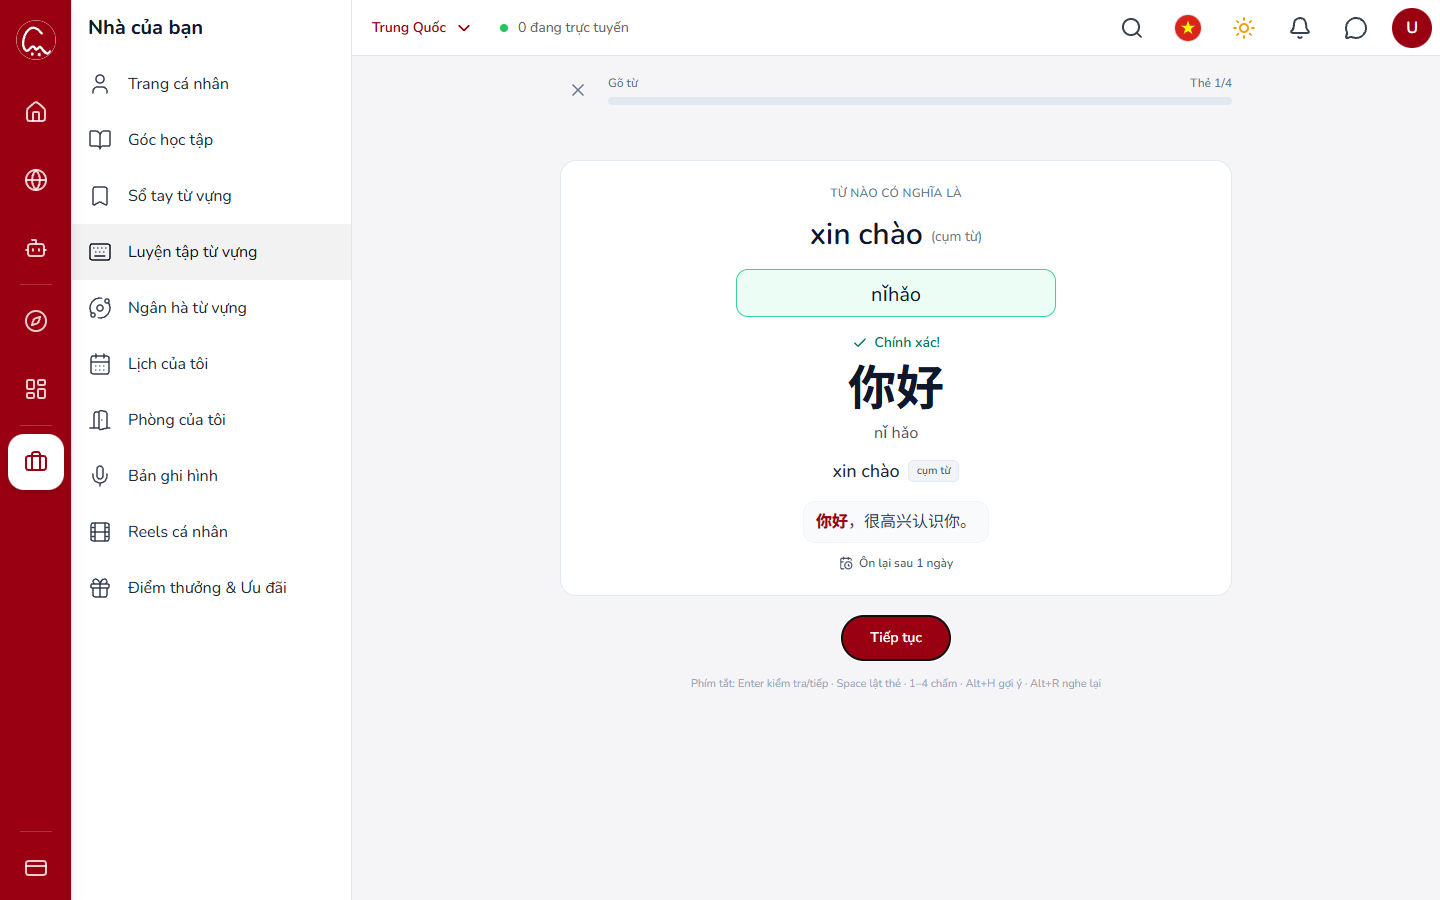 Nhà của bạn
Trang cá nhân
Góc học tập
Sổ tay từ vựng
Luyện tập từ vựng
Ngân hà từ vựng
Lịch của tôi
Phòng của tôi
Bản ghi hình
Reels cá nhân
Điểm thưởng & Ưu đãi
Trung Quốc
0 đang trực tuyến
U
Gõ từ
Thẻ 1/4
TỪ NÀO CÓ NGHĨA LÀ
xin chào (cụm từ)
nǐhǎo
Chính xác!
你好
nǐ hǎo
xin chào cụm từ
你好，很高兴认识你。
Ôn lại sau 1 ngày
Tiếp tục
Phím tắt: Enter kiểm tra/tiếp · Space lật thẻ · 1–4 chấm · Alt+H gợi ý · Alt+R nghe lại